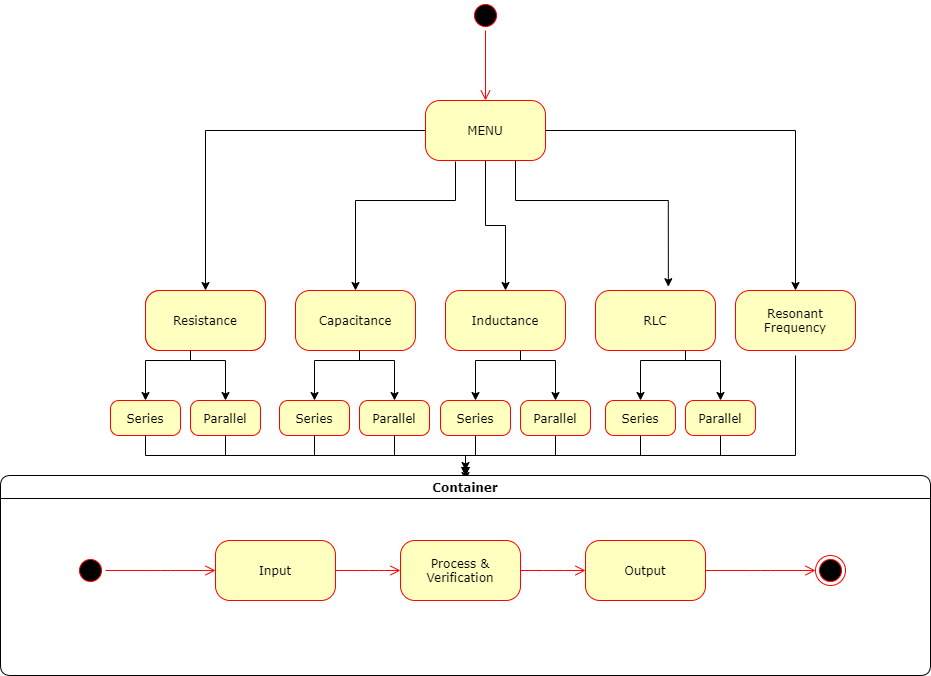 MENU
Resistance
Capacitance
Inductance
RLC
Resonant
Frequency
Series
Parallel
Series
Parallel
Series
Parallel
Series
Parallel
Container
Input
Process &
Verification
Output